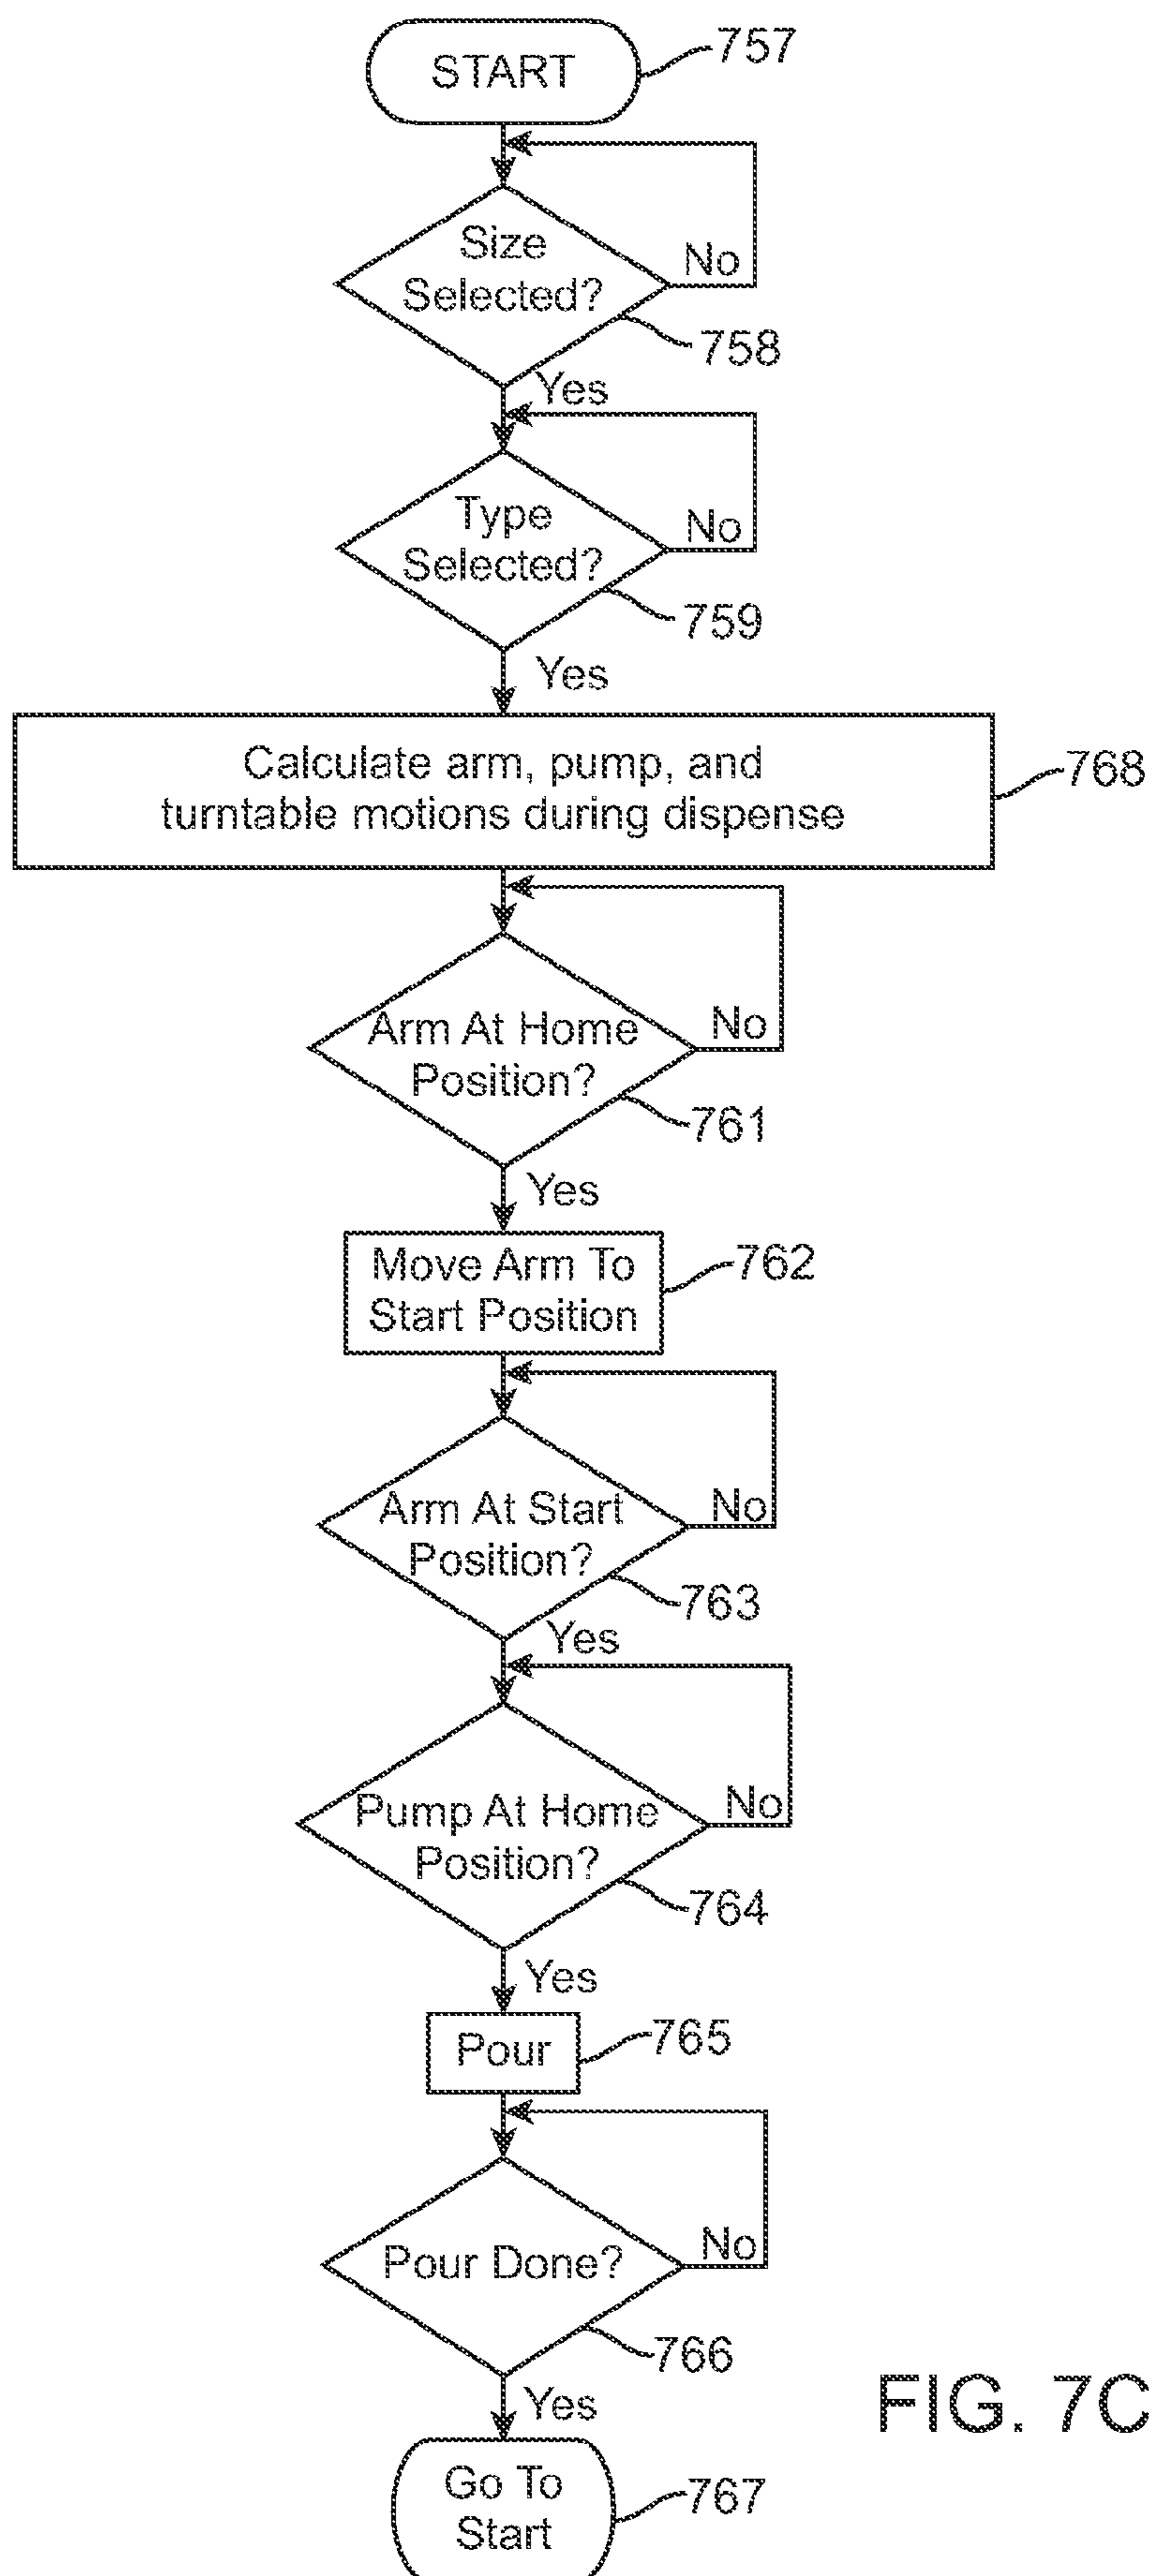 START
757
Size
Selected?
No
758
Yes
Type
Selected?
No
759
Yes
Calculate arm, pump, and
turntable motions during dispense
768
Arm At Home
Position?
No
761
Yes
Move Arm To
Start Position
762
Arm At Start
Position?
No
763
Yes
Pump At Home
Position?
No
764
Yes
Pour
765
Pour Done?
No
766
Yes
Go To
Start
767
FIG. 7C